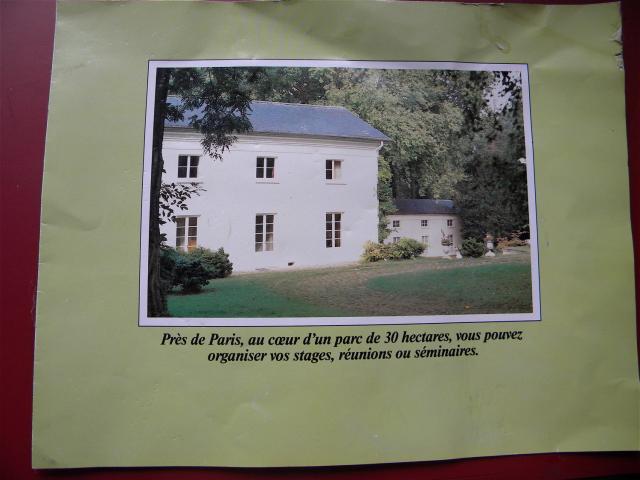 Près de Paris, au cœur d'un parc de 30 hectares, vous pouvez
organiser vos stages, réunions ou séminaires.